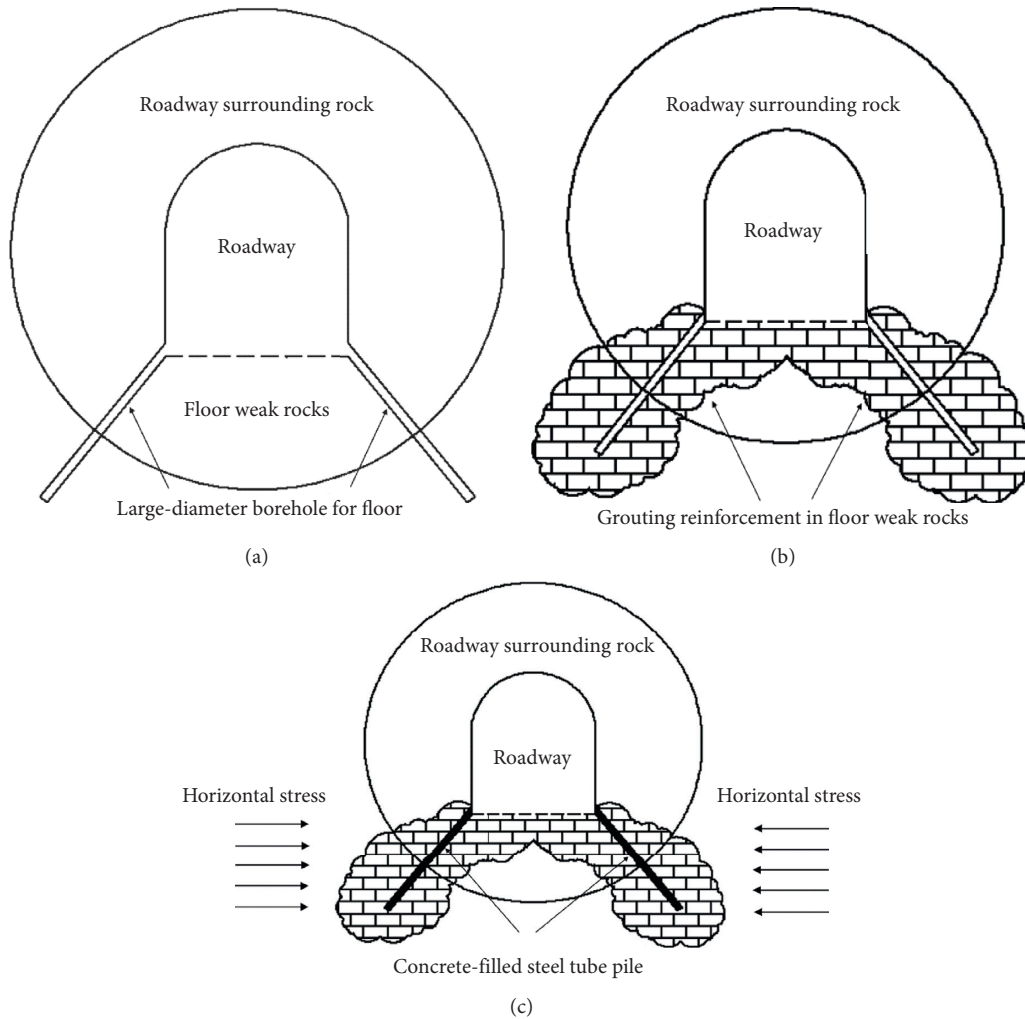 Roadway surrounding rock
Roadway
Floor weak rocks
Large-diameter borehole for floor
(a)
Roadway surrounding rock
Roadway
Grouting reinforcement in floor weak rocks
(b)
Roadway surrounding rock
Roadway
Horizontal stress
Horizontal stress
Concrete-filled steel tube pile
(c)